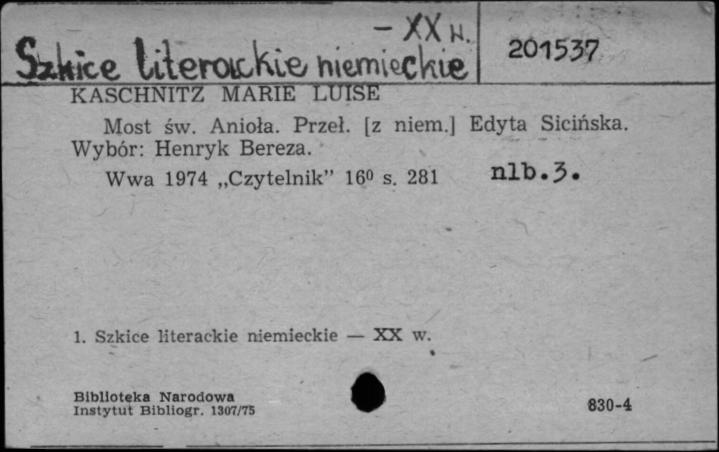 — XX w.
Szkice literackie niemieckie
201537
KASCHNITZ MARIE LUISE
Most św. Anioła. Przeł. [z niem.] Edyta Sicińska.
Wybór: Henryk Bereza.
Wwa 1974 „Czytelnik” 16⁰ s. 281 nlb.3.
1. Szkice literackie niemieckie — XX w.
Biblioteka Narodowa
Instytut Bibliogr. 1307/75
830-4